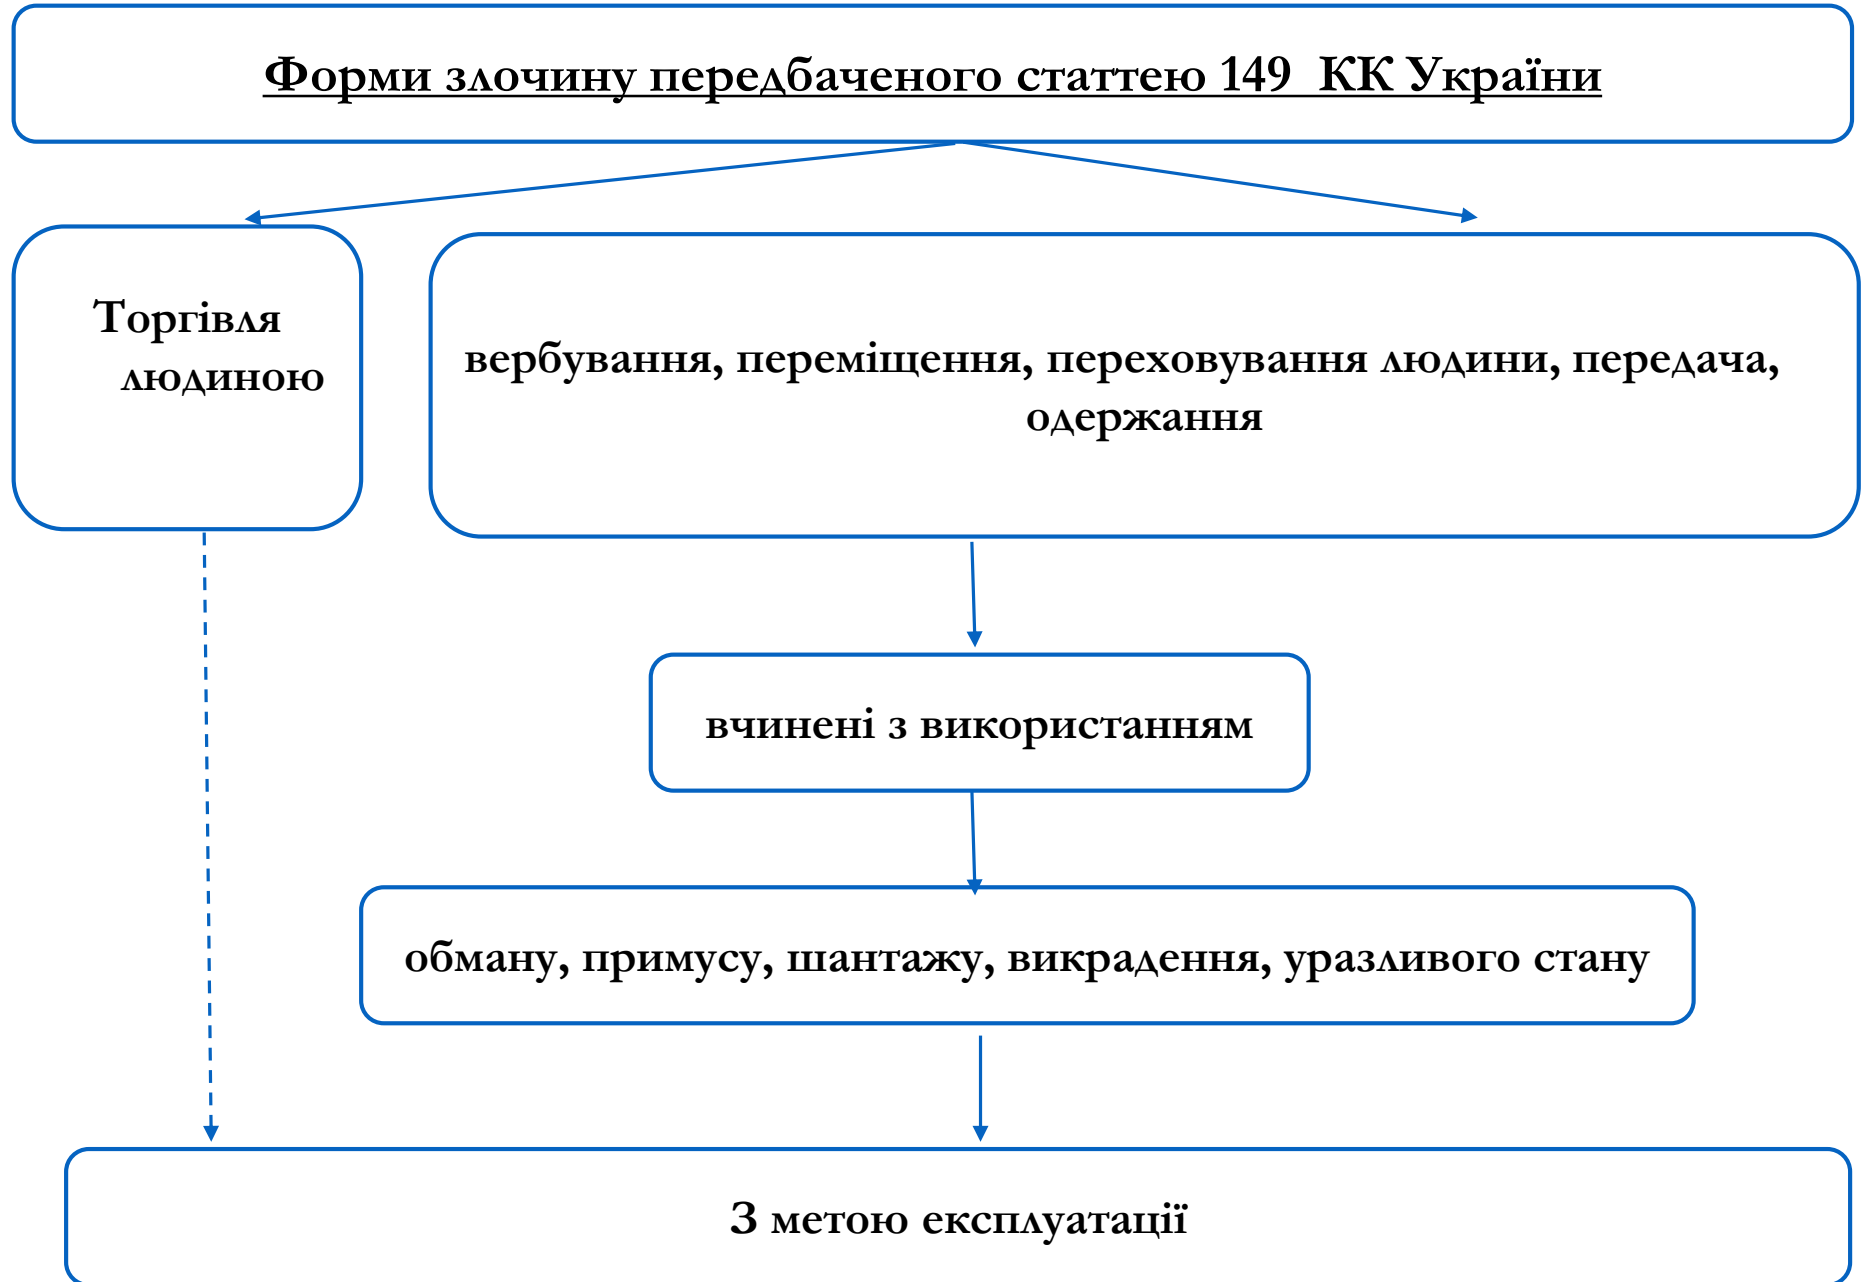 Форми злочину передбаченого статтею 149 КК України
Торгівля
людиною
вербування, переміщення, переховування людини, передача,
одержання
вчинені з використанням
обману, примусу, шантажу, викрадення, уразливого стану
З метою експлуатації